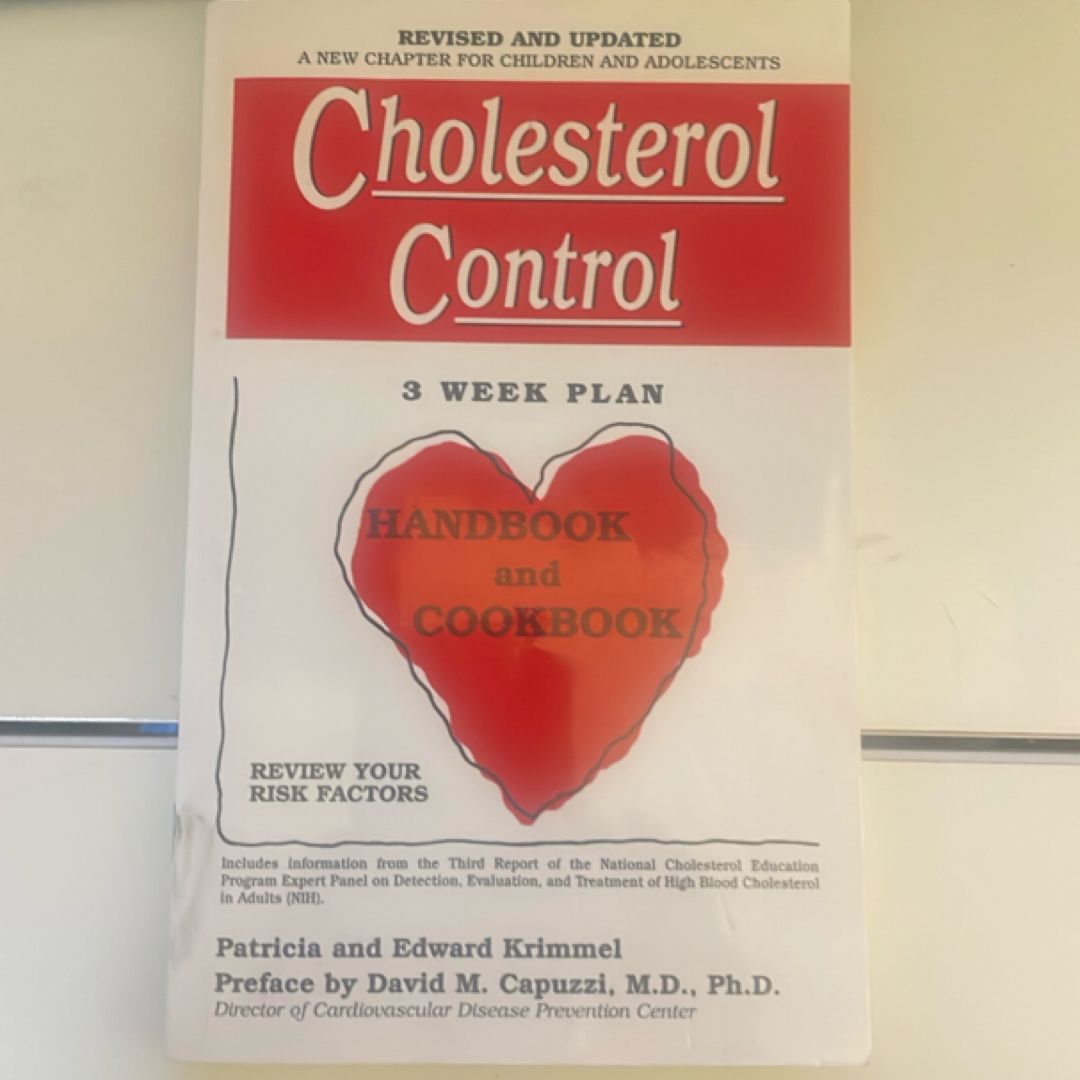 REVISED AND UPDATED
A NEW CHAPTER FOR CHILDREN AND ADOLESCENTS
Cholesterol
Control
3 WEEK PLAN
HANDBOOK
and
COOKBOOK
REVIEW YOUR
RISK FACTORS
Includes information from the Third Report of the National Cholesterol Education
Program Expert Panel on Detection, Evaluation, and Treatment of High Blood Cholesterol
in Adults (NIH).
Patricia and Edward Krimmel
Preface by David M. Capuzzi, M.D., Ph.D.
Director of Cardiovascular Disease Prevention Center